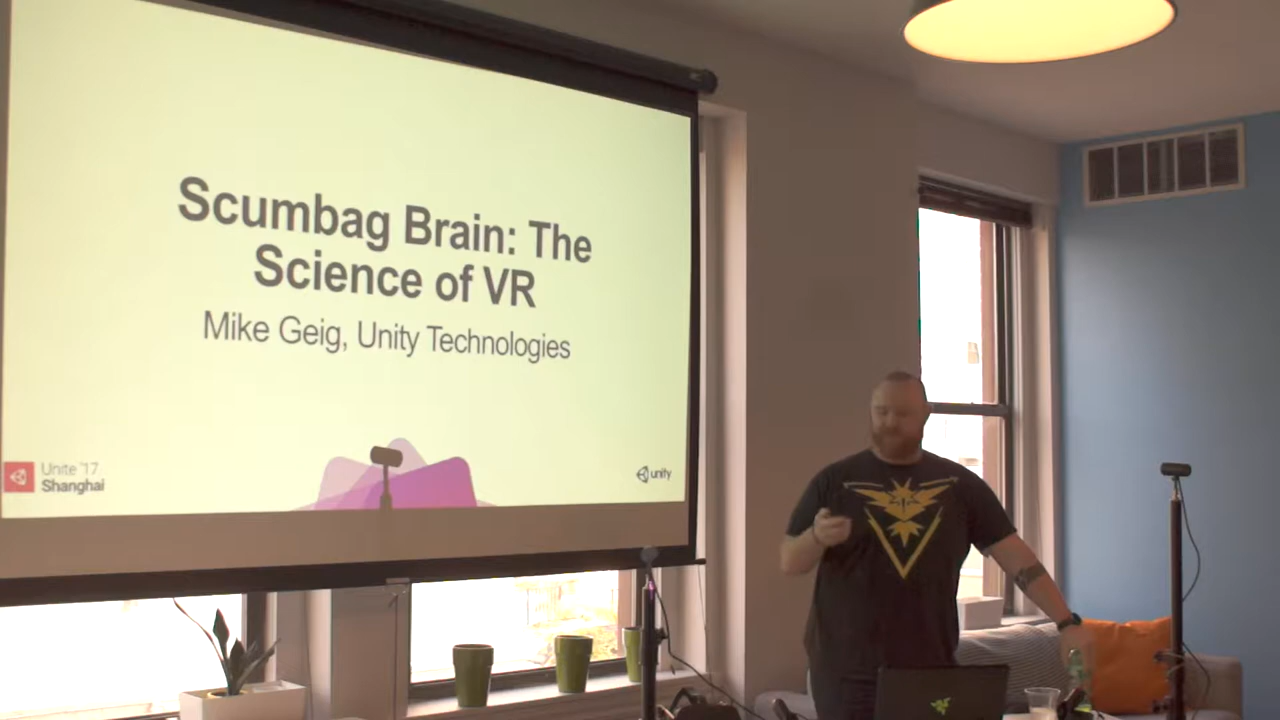 Scumbag Brain: The
Science of VR
Mike Geig, Unity Technologies
Unite '17
Shanghai
unity